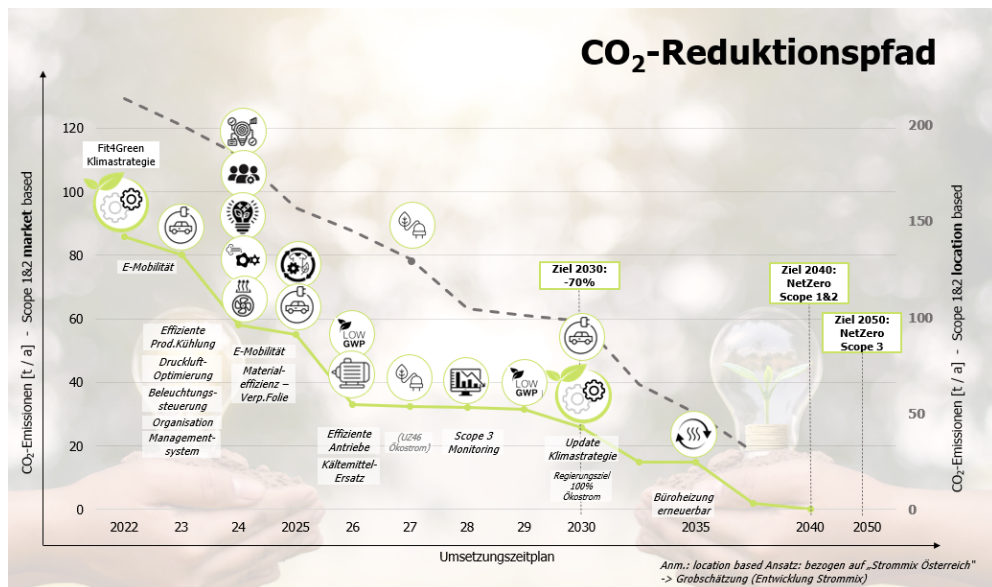 CO₂-Reduktionspfad
CO₂-Emissionen [t / a] - Scope 1&2 market based
120
100
80
60
40
20
0
200
150
100
50
0
CO₂-Emissionen [t / a] - Scope 1&2 location based
Fit4Green
Klimastrategie
E-Mobilität
Effiziente
Prod.Kühlung
Druckluft-
Optimierung
Beleuchtungs-
steuerung
Organisation
Management-
system
E-Mobilität
Material-
effizienz –
Verp.Folie
LOW
GWP
Effiziente
Antriebe
Kältemittel-
Ersatz
(UZ46
Ökostrom)
Scope 3
Monitoring
LOW
GWP
Ziel 2030:
-70%
Update
Klimastrategie
Regierungsziel
100%
Ökostrom
Büroheizung
erneuerbar
Ziel 2040:
NetZero
Scope 1&2
Ziel 2050:
NetZero
Scope 3
2022 23 24 2025 26 27 28 29 2030 2035 2040 2050
Umsetzungszeitplan
Anm.: location based Ansatz: bezogen auf „Strommix Österreich"
-> Grobschätzung (Entwicklung Strommix)